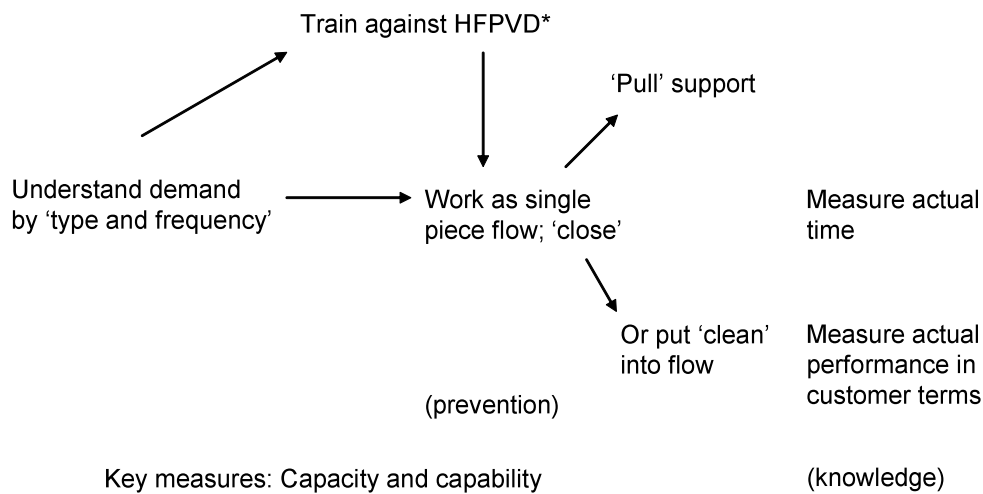 Train against HFPVD*
‘Pull’ support
Understand demand
by ‘type and frequency’
Work as single
piece flow; ‘close’
Measure actual
time
Or put ‘clean’
into flow
Measure actual
performance in
customer terms
(prevention)
Key measures: Capacity and capability
(knowledge)